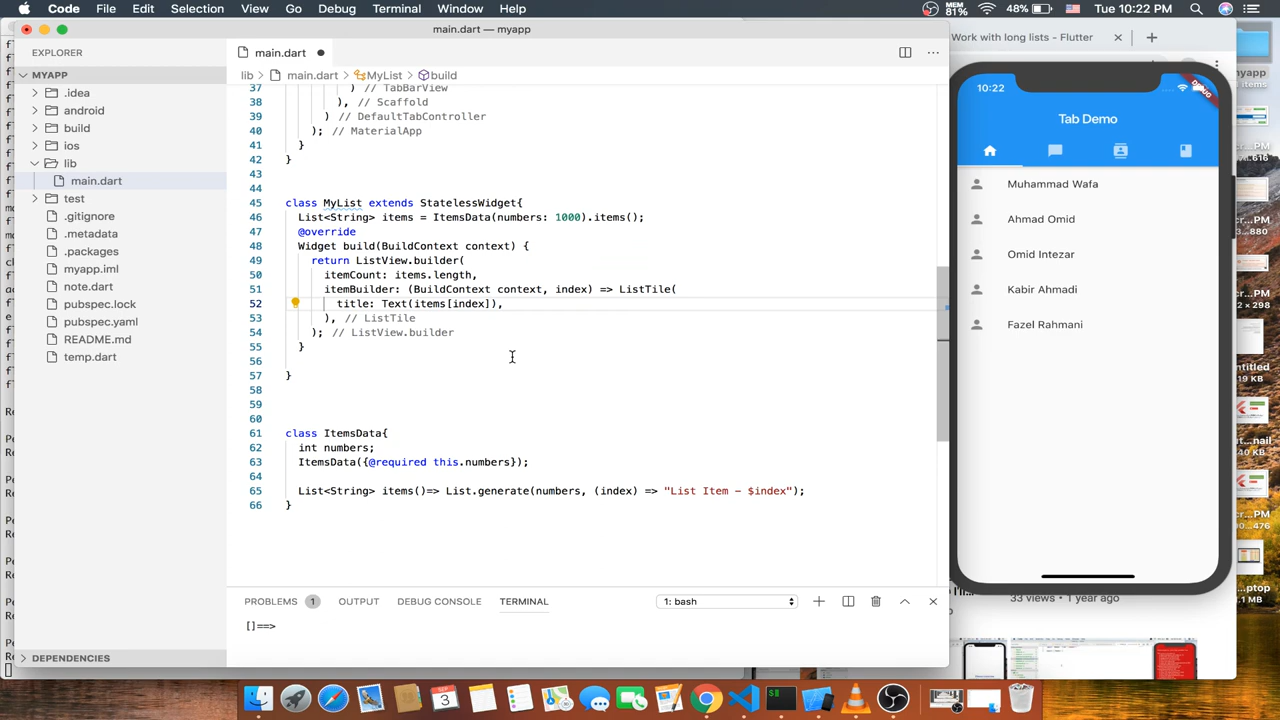 Code File Edit Selection View Go Debug Terminal Window Help
MEM 81% 48% Tue 10:22 PM
main.dart — myapp
EXPLORER
main.dart
Work with long lists - Flutter
MYAPP
lib > main.dart > MyList > build
.idea
android
build
ios
lib
main.dart
test
.gitignore
.metadata
.packages
myapp.iml
note.dart
pubspec.lock
pubspec.yaml
README.md
temp.dart
DEPENDENCIES
37 ) // TabBarView
38 ), // Scaffold
39 ) // DefaultTabController
40 ); // MaterialApp
41 }
42 }
43
44
45 class MyList extends StatelessWidget{
46 List<String> items = ItemsData(numbers: 1000).items();
47 @override
48 Widget build(BuildContext context) {
49 return ListView.builder(
50 itemCount: items.length,
51 itemBuilder: (BuildContext context, index) => ListTile(
52 title: Text(items[index]),
53 ), // ListTile
54 ); // ListView.builder
55 }
56
57 }
58
59
60
61 class ItemsData{
62 int numbers;
63 ItemsData({@required this.numbers});
64
65 List<String> items()=> List.generate(numbers, (index) => "List Item - $index");
66 }
PROBLEMS 1 OUTPUT DEBUG CONSOLE TERMINAL 1: bash
[]==>
10:22
DEBUG
Tab Demo
Muhammad Wafa
Ahmad Omid
Omid Intezar
Kabir Ahmadi
Fazel Rahmani
33 views • 1 year ago